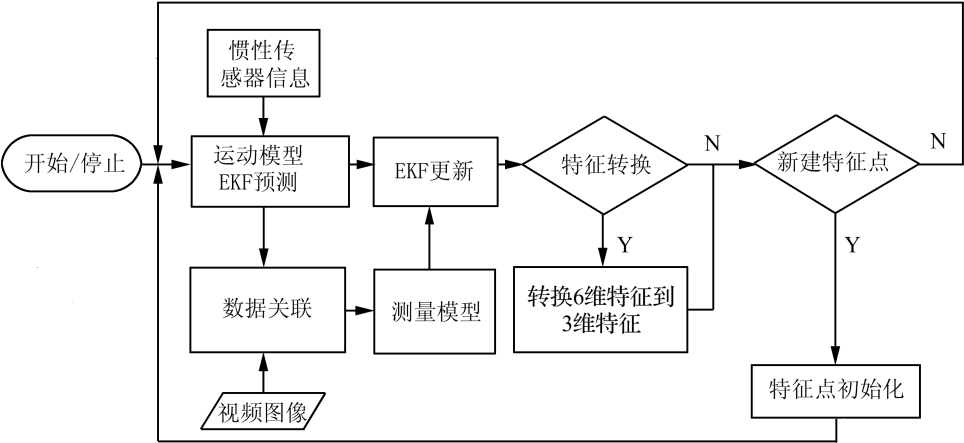 惯性传
感器信息
开始/停止
运动模型
EKF预测
EKF更新
特征转换
N
新建特征点
N
Y
Y
数据关联
测量模型
转换6维特征到
3维特征
特征点初始化
视频图像